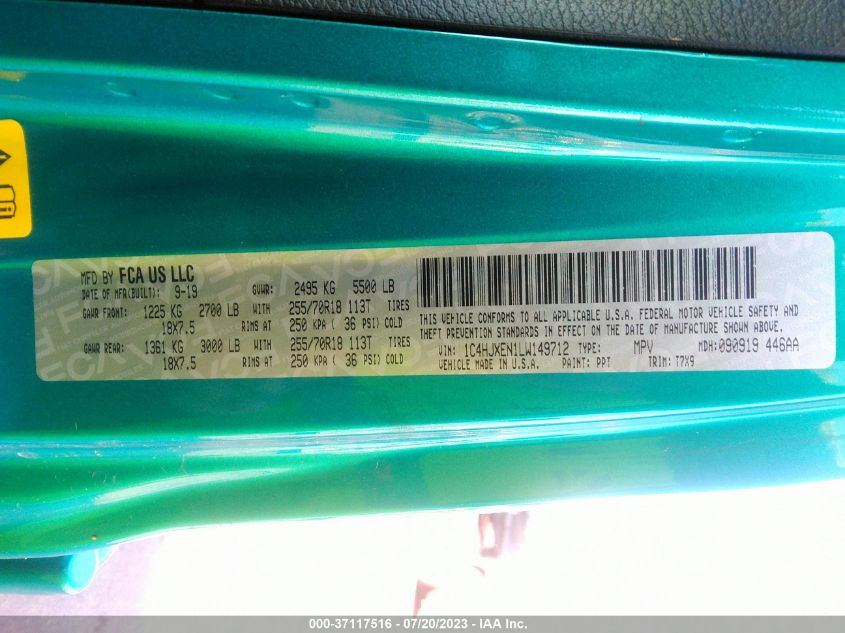 MFD BY FCA US LLC
DATE OF MFR(BUILT): 9-19 GVWR: 2495 KG 5500 LB
GAWR FRONT: 1225 KG 2700 LB WITH 255/70R18 113T TIRES
18X7.5 RIMS AT 250 KPA ( 36 PSI) COLD
GAWR REAR: 1361 KG 3000 LB WITH 255/70R18 113T TIRES
18X7.5 RIMS AT 250 KPA ( 36 PSI) COLD
THIS VEHICLE CONFORMS TO ALL APPLICABLE U.S.A. FEDERAL MOTOR VEHICLE SAFETY AND
THEFT PREVENTION STANDARDS IN EFFECT ON THE DATE OF MANUFACTURE SHOWN ABOVE.
VIN: 1C4HJXEN1LW149712 TYPE: MPV MDH: 090919 446AA
VEHICLE MADE IN U.S.A. PAINT: PPT TRIM: T7X9
000-37117516 - 07/20/2023 - IAA Inc.